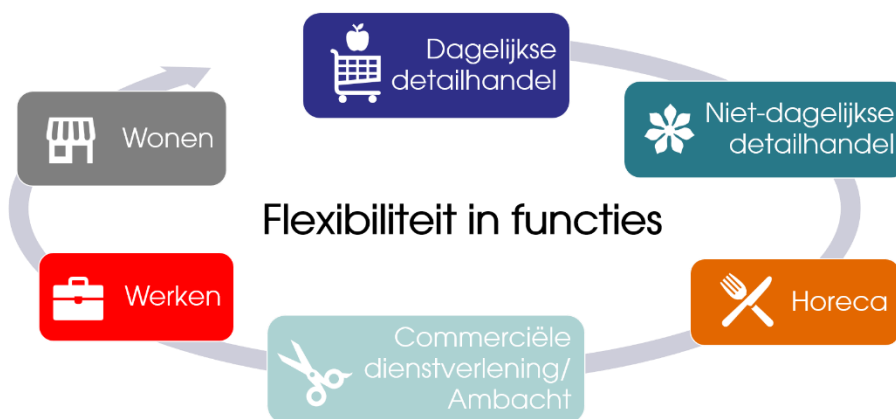 Dagelijkse
detailhandel
Niet-dagelijkse
detailhandel
Horeca
Commerciële
dienstverlening/
Ambacht
Werken
Wonen
Flexibiliteit in functies